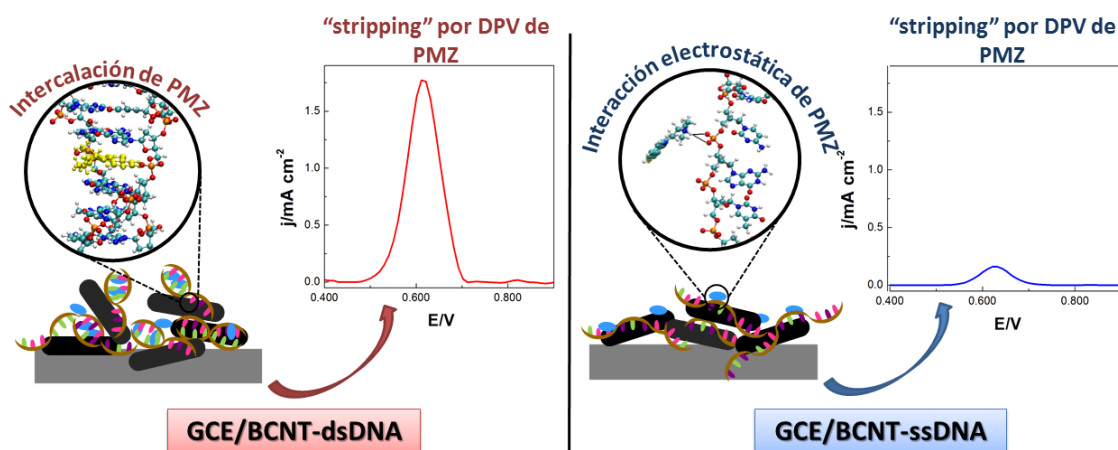 "stripping" por DPV de
PMZ
Intercalación de PMZ
1.5
1.0
0.5
0.0
j/mA cm-2
0.400 0.600 0.800
E/V
GCE/BCNT-dsDNA
"stripping" por DPV de
PMZ
Interacción electrostática de PMZ
1.5
1.0
0.5
0.0
j/mA cm-2
0.400 0.600 0.800
E/V
GCE/BCNT-ssDNA